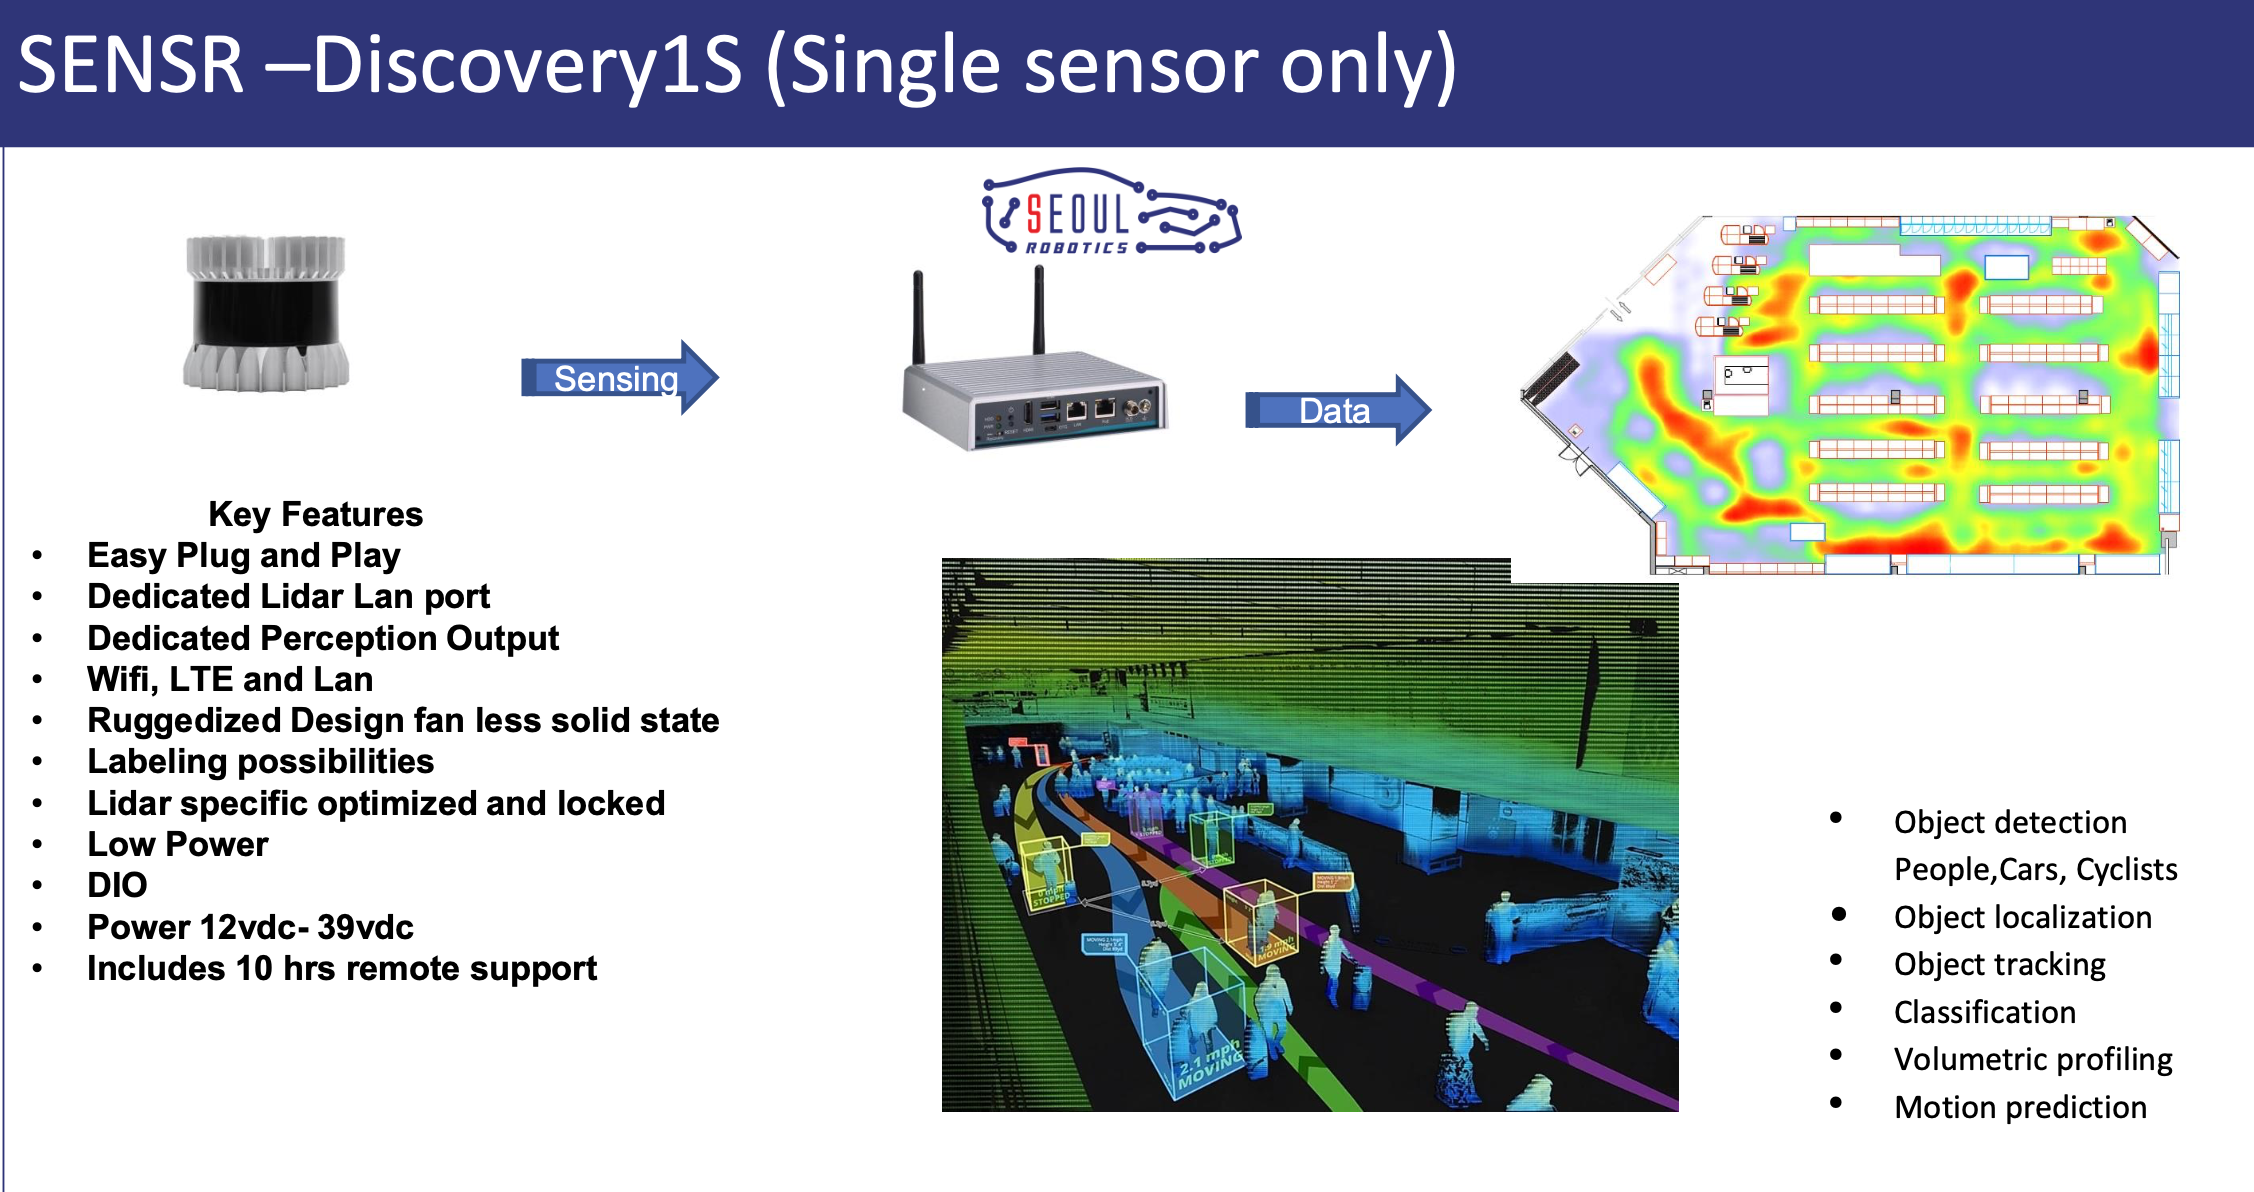 SENSR –Discovery1S (Single sensor only)
SEOUL
ROBOTICS
Sensing
Data
Key Features
• Easy Plug and Play
• Dedicated Lidar Lan port
• Dedicated Perception Output
• Wifi, LTE and Lan
• Ruggedized Design fan less solid state
• Labeling possibilities
• Lidar specific optimized and locked
• Low Power
• DIO
• Power 12vdc- 39vdc
• Includes 10 hrs remote support
STOPPED
MOVING
2.1 mph
MOVING
• Object detection
People,Cars, Cyclists
• Object localization
• Object tracking
• Classification
• Volumetric profiling
• Motion prediction